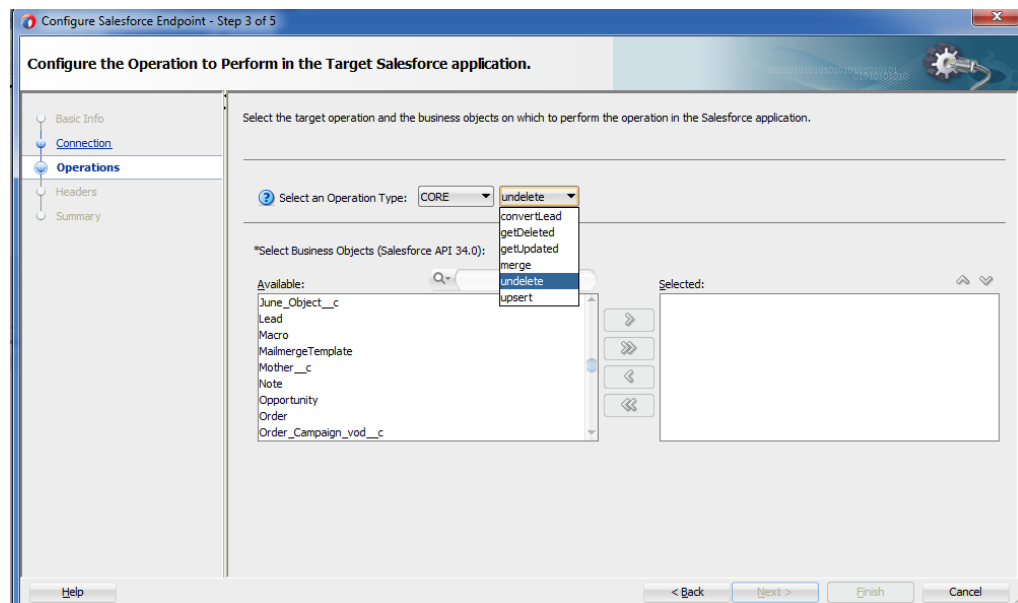 Configure Salesforce Endpoint - Step 3 of 5
Configure the Operation to Perform in the Target Salesforce application.
Basic Info
Connection
Operations
Headers
Summary
Select the target operation and the business objects on which to perform the operation in the Salesforce application.
Select an Operation Type: CORE undelete
convertLead
getDeleted
getUpdated
merge
undelete
upsert
*Select Business Objects (Salesforce API 34.0):
Available:
June_Object__c
Lead
Macro
MailmergeTemplate
Mother__c
Note
Opportunity
Order
Order_Campaign_vod__c
Selected:
Help
< Back
Next >
Finish
Cancel